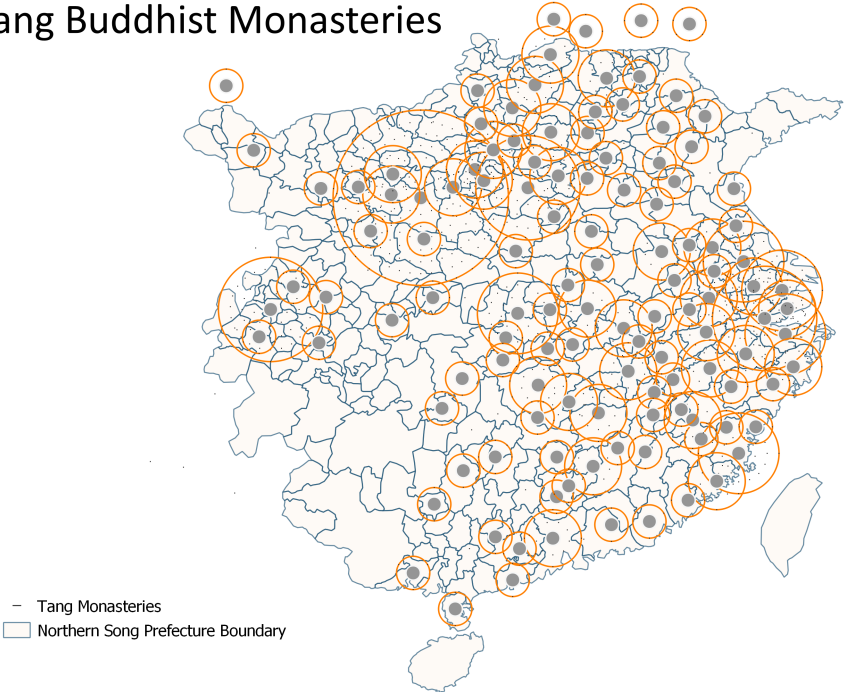 ang Buddhist Monasteries
Tang Monasteries
Northern Song Prefecture Boundary